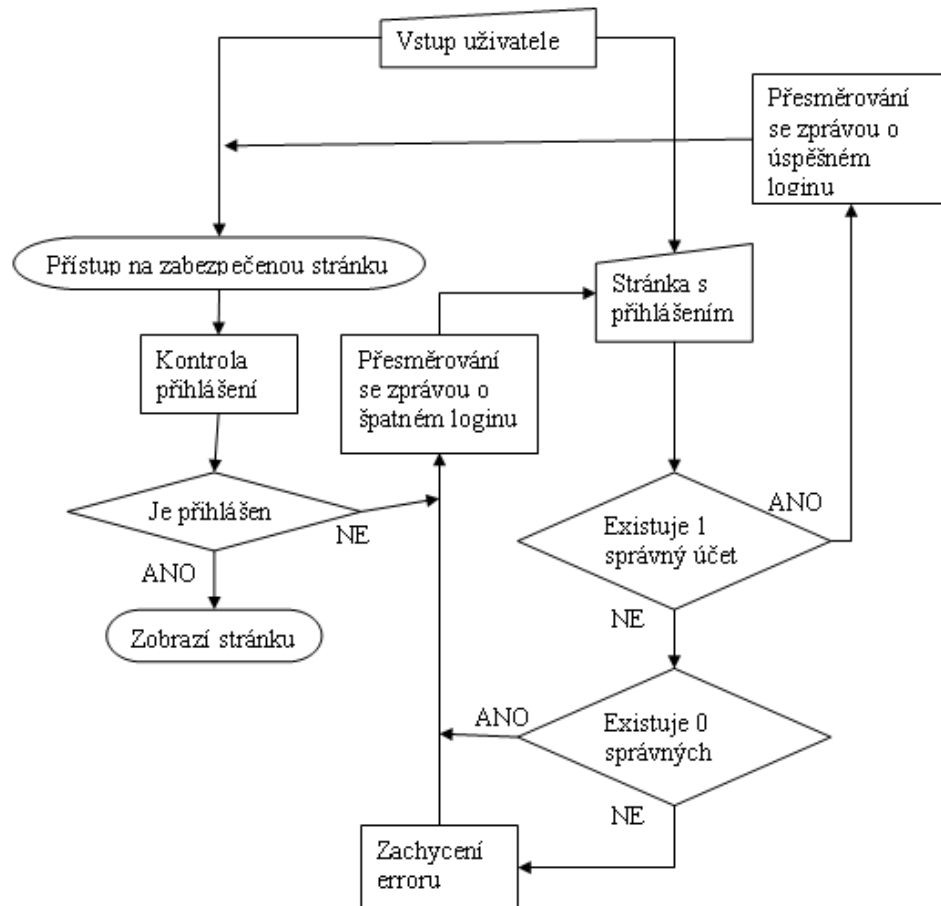 Vstup uživatele
Přesměrování
se zprávou o
úspěšném
loginu
Přístup na zabezpečenou stránku
Stránka s
přihlášením
Kontrola
přihlášení
Přesměrování
se zprávou o
špatném loginu
Je přihlášen
NE
ANO
Zobrazí stránku
Existuje 1
správný účet
ANO
NE
Existuje 0
správných
ANO
NE
Zachycení
erroru